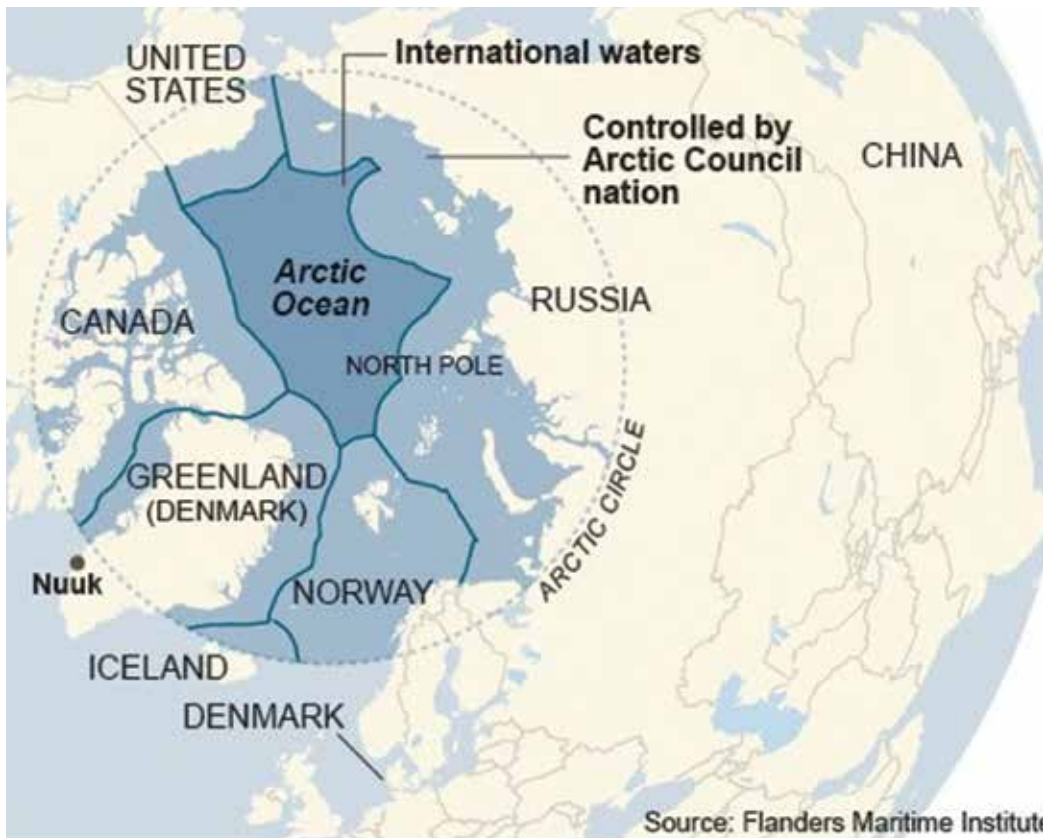 UNITED
STATES
International waters
Controlled by
Arctic Council
nation
CHINA
Arctic
Ocean
CANADA
RUSSIA
NORTH POLE
GREENLAND
(DENMARK)
ARCTIC CIRCLE
Nuuk
NORWAY
ICELAND
DENMARK
Source: Flanders Maritime Institute